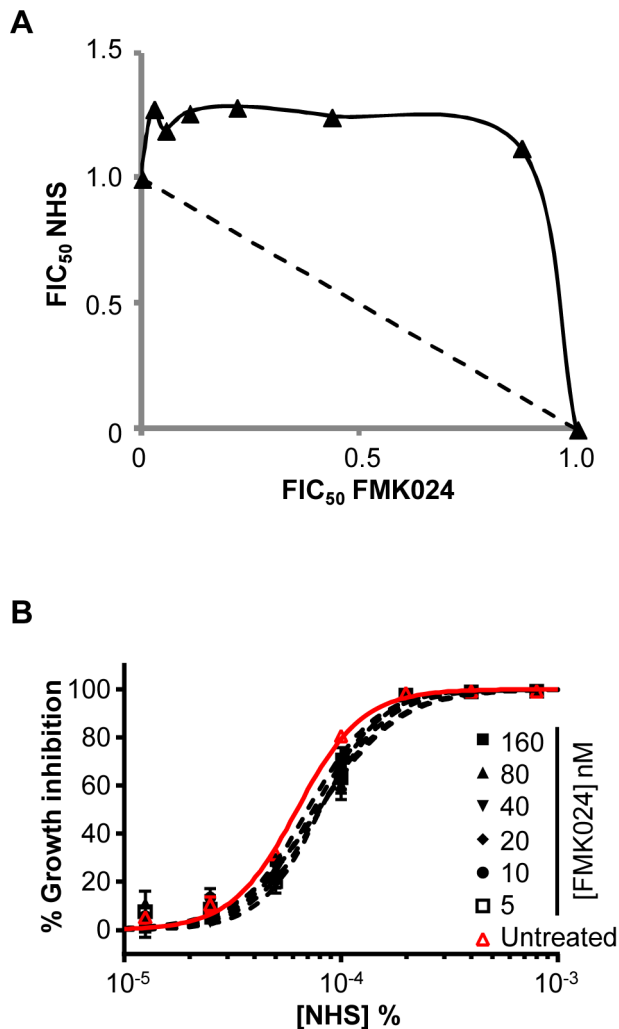 A
1.5
1.0
0.5
0
FIC₅₀ NHS
0
0.5
1.0
FIC₅₀ FMK024
B
100
80
60
40
20
0
% Growth inhibition
160
80
40
20
10
5
Untreated
[FMK024] nM
10⁻⁵
10⁻⁴
10⁻³
[NHS] %